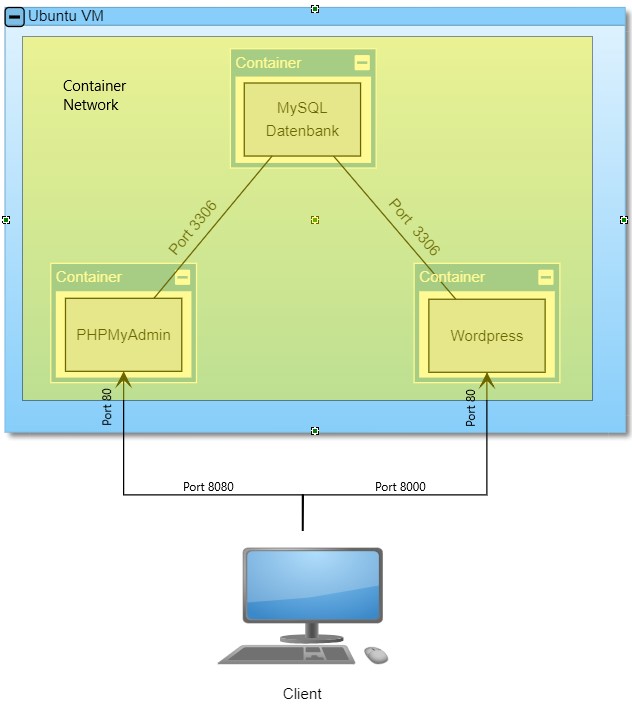 Ubuntu VM
Container
Container
Network
MySQL
Datenbank
Port 3306
Port 3306
Container
Container
PHPMyAdmin
Wordpress
Port 80
Port 80
Port 8080
Port 8000
Client